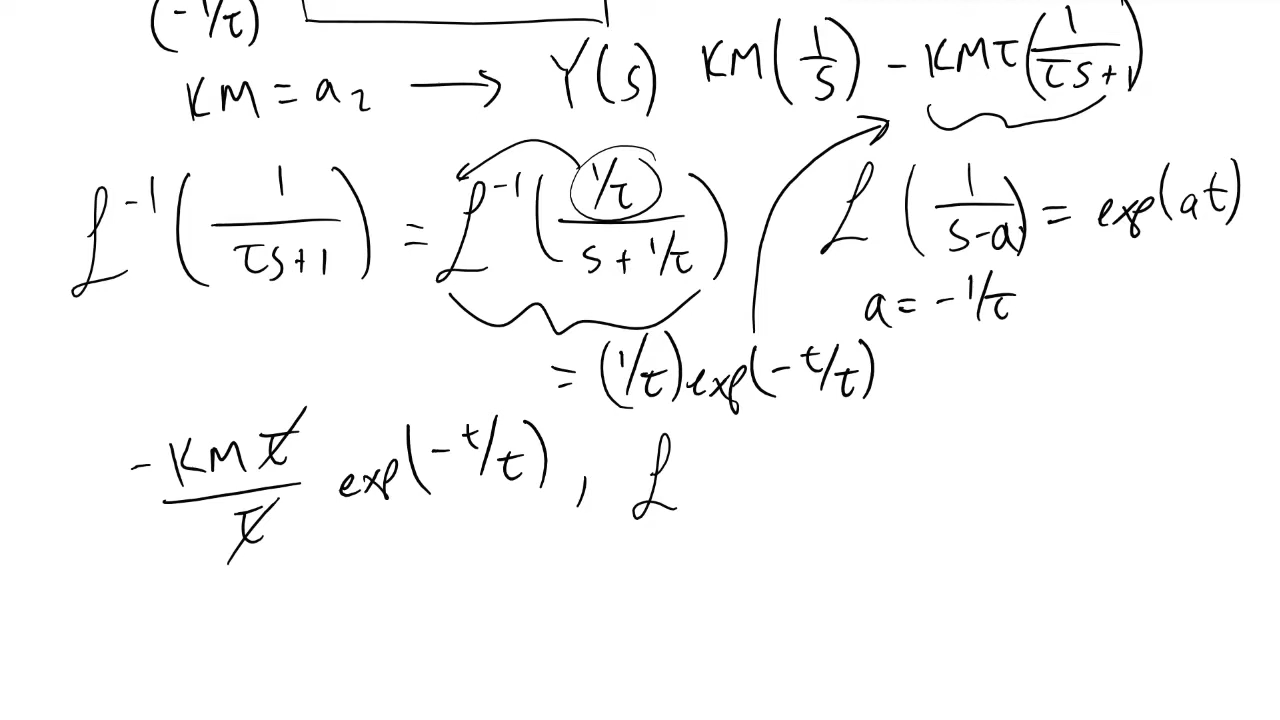 (-1/τ)
KM = a₂ ⟶ Y(s) KM(1/s) - KMτ(1/(τs+1))
ℒ⁻¹(1/(τs+1)) = ℒ⁻¹((1/τ)/(s+1/τ)) ℒ(1/(s-a)) = exp(at)
a = -1/τ
= (1/τ)exp(-t/τ)
-KMτ/τ exp(-t/τ), ℒ